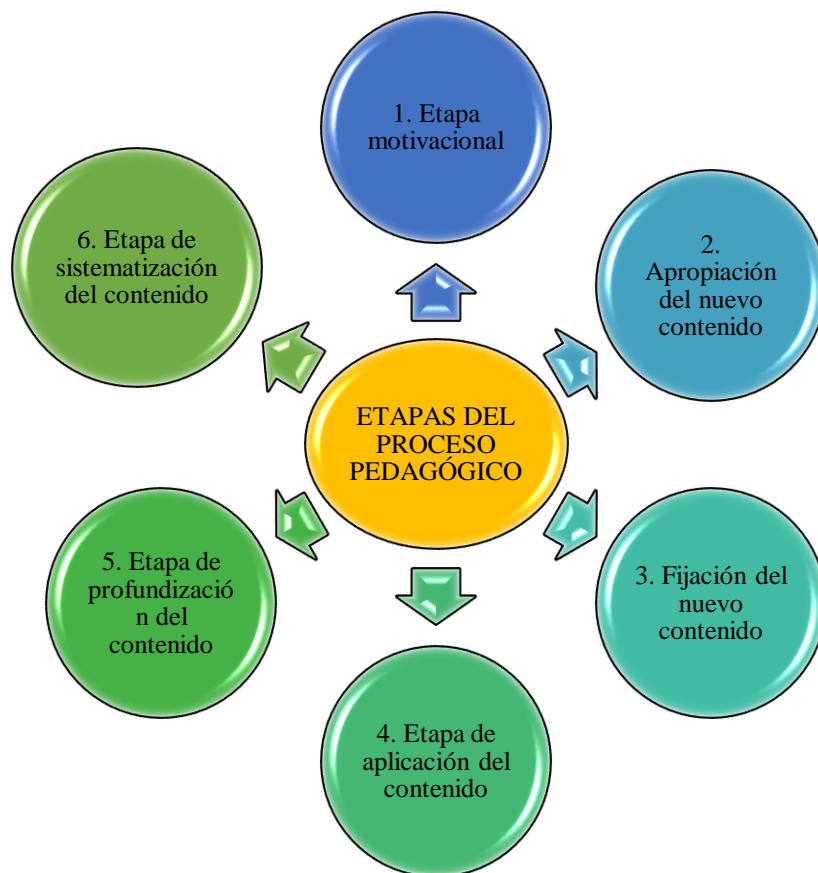 1. Etapa
motivacional
2.
Apropiación
del nuevo
contenido
3. Fijación del
nuevo
contenido
4. Etapa de
aplicación del
contenido
5. Etapa de
profundizació
n del
contenido
6. Etapa de
sistematización
del contenido
ETAPAS DEL
PROCESO
PEDAGÓGICO